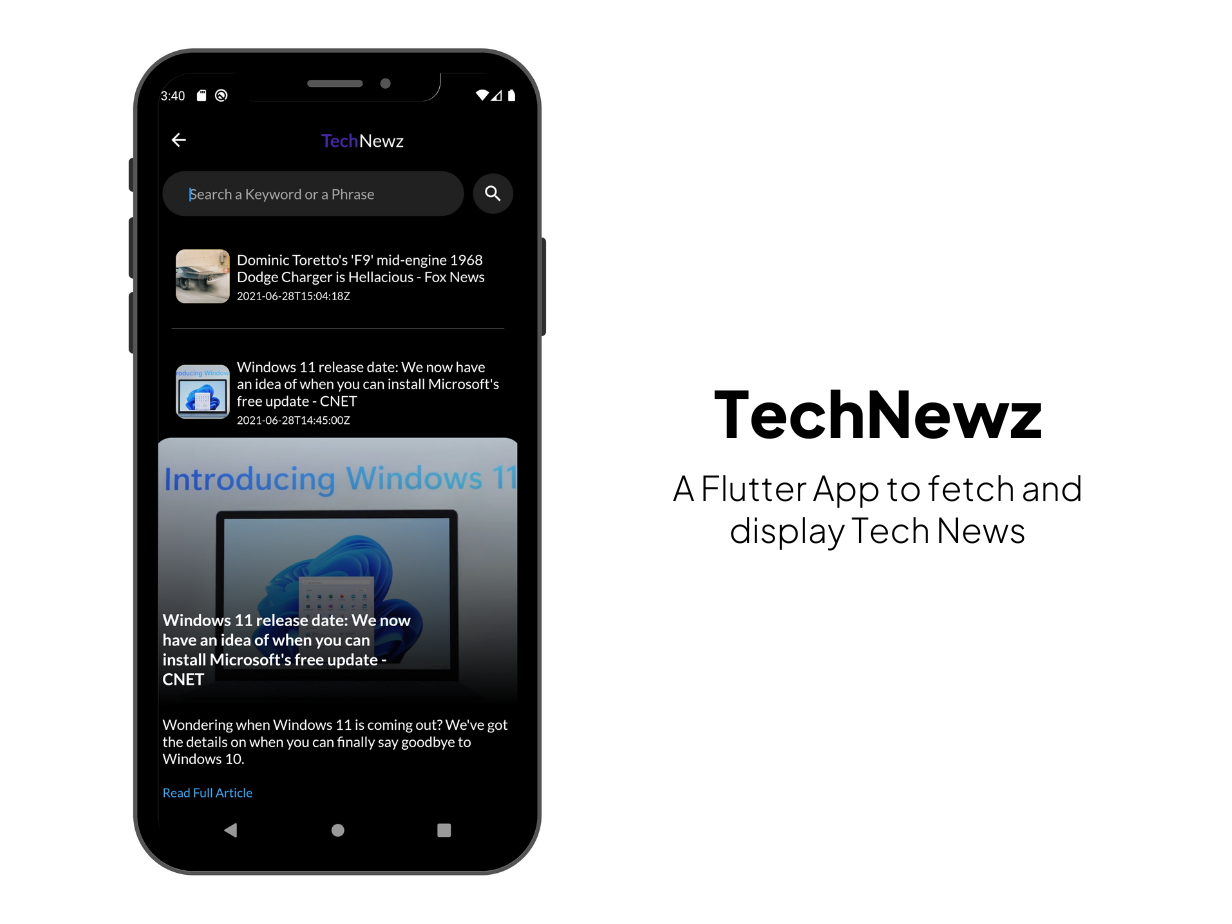 3:40
TechNewz
Search a Keyword or a Phrase
Dominic Toretto's 'F9' mid-engine 1968
Dodge Charger is Hellacious - Fox News
2021-06-28T15:04:18Z
Windows 11 release date: We now have
an idea of when you can install Microsoft's
free update - CNET
2021-06-28T14:45:00Z
Introducing Windows 11
Windows 11 release date: We now
have an idea of when you can
install Microsoft's free update -
CNET
Wondering when Windows 11 is coming out? We've got
the details on when you can finally say goodbye to
Windows 10.
Read Full Article
TechNewz
A Flutter App to fetch and
display Tech News